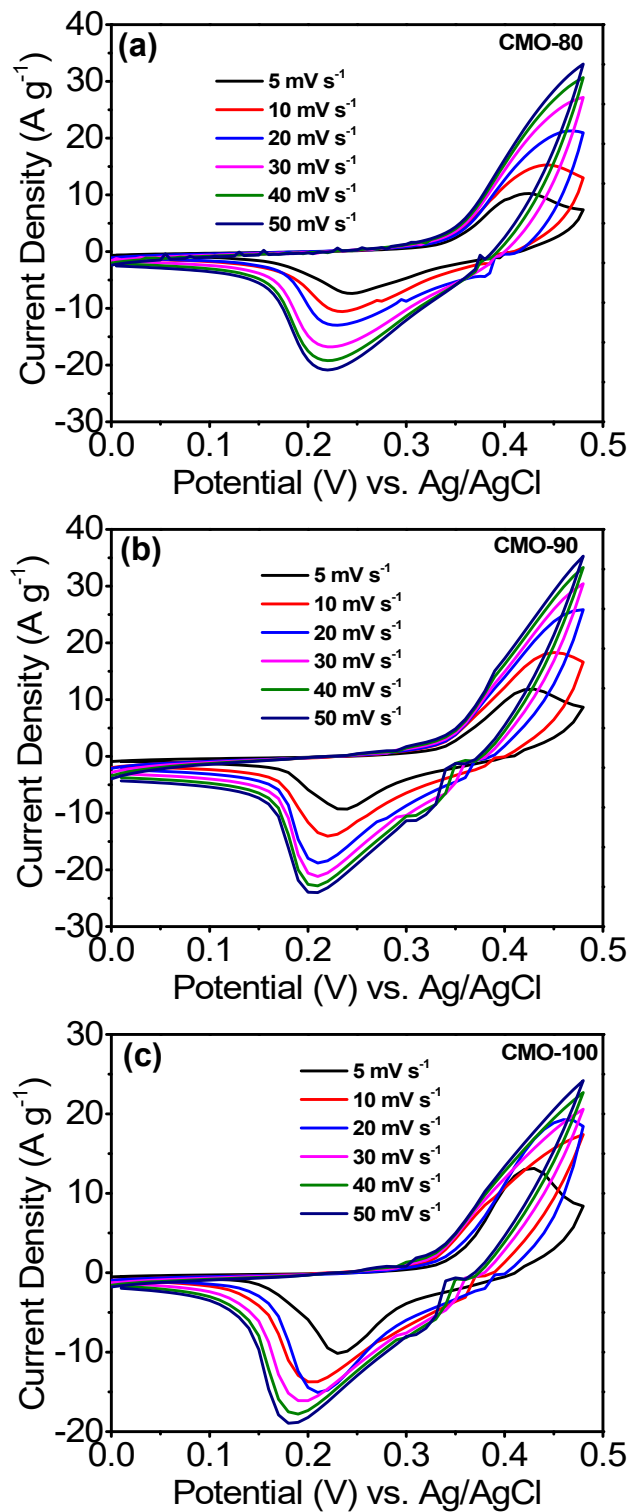 (a)
CMO-80
5 mV s⁻¹
10 mV s⁻¹
20 mV s⁻¹
30 mV s⁻¹
40 mV s⁻¹
50 mV s⁻¹
40
30
20
10
0
-10
-20
-30
Current Density (A g⁻¹)
0.0 0.1 0.2 0.3 0.4 0.5
Potential (V) vs. Ag/AgCl
(b)
CMO-90
5 mV s⁻¹
10 mV s⁻¹
20 mV s⁻¹
30 mV s⁻¹
40 mV s⁻¹
50 mV s⁻¹
40
30
20
10
0
-10
-20
-30
Current Density (A g⁻¹)
0.0 0.1 0.2 0.3 0.4 0.5
Potential (V) vs. Ag/AgCl
(c)
CMO-100
5 mV s⁻¹
10 mV s⁻¹
20 mV s⁻¹
30 mV s⁻¹
40 mV s⁻¹
50 mV s⁻¹
30
20
10
0
-10
-20
Current Density (A g⁻¹)
0.0 0.1 0.2 0.3 0.4 0.5
Potential (V) vs. Ag/AgCl